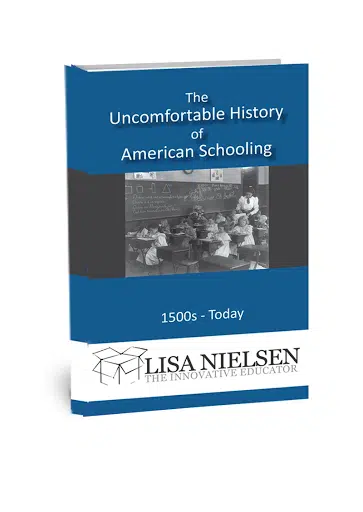 The
Uncomfortable History
of
American Schooling
1500s - Today
LISA NIELSEN
THE INNOVATIVE EDUCATOR